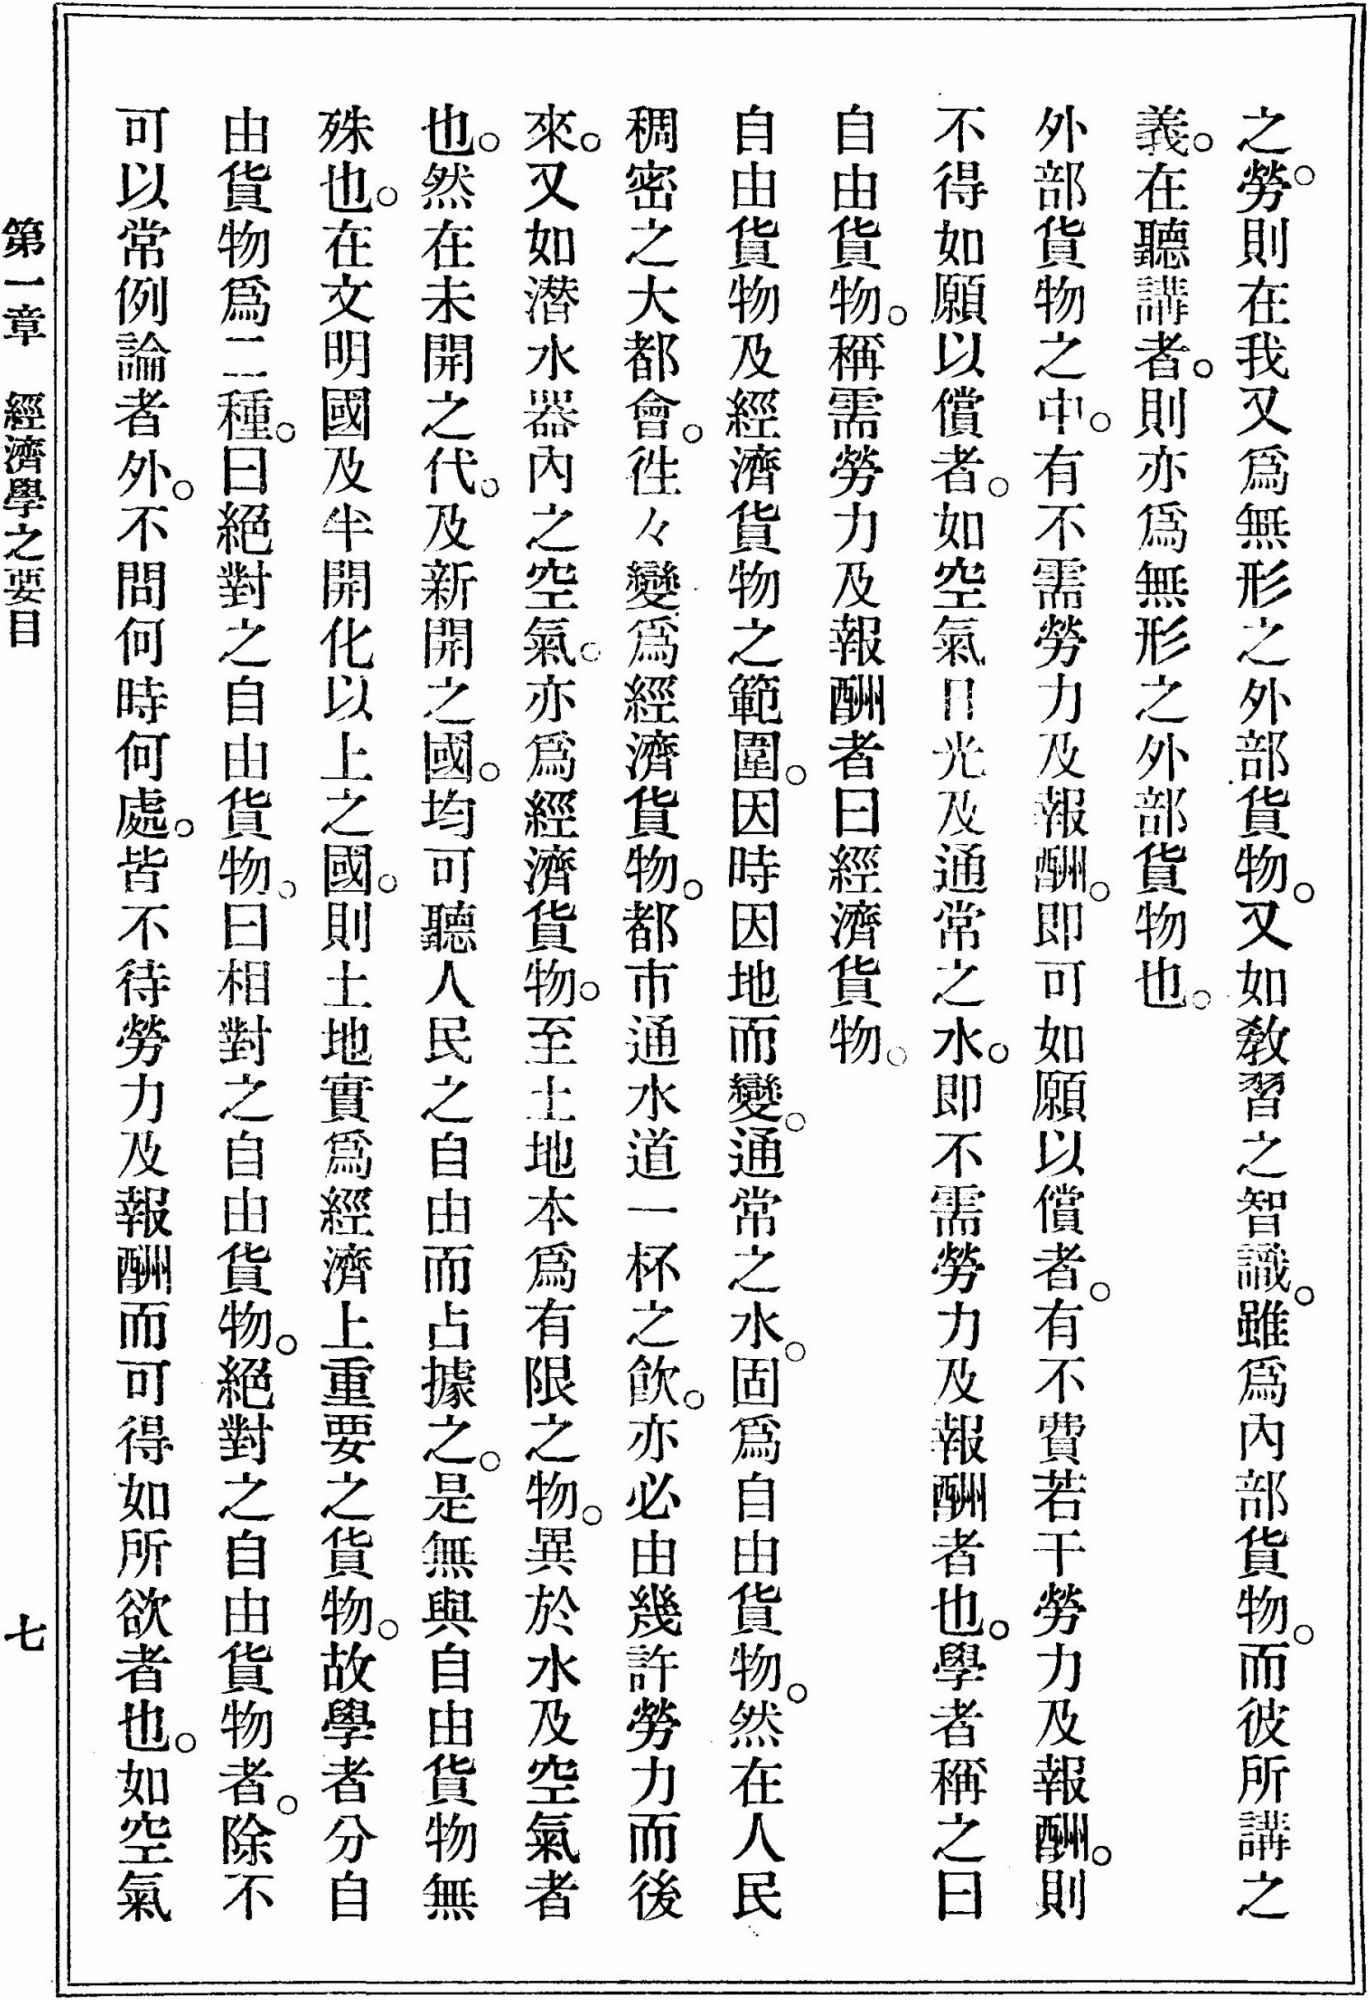 之。勞則在我又爲無形之外部貨物。又如敎習之智識。雖爲內部貨物。而彼所講之
義。在聽講者。則亦爲無形之外部貨物也。
外部貨物之中。有不需勞力及報酬。即可如願以償者。有不費若干勞力及報酬。則
不得如願以償者。如空氣日光及通常之水。即不需勞力及報酬者也。學者稱之曰
自由貨物。稱需勞力及報酬者曰經濟貨物。
自由貨物及經濟貨物之範圍。因時因地而變。通常之水。固爲自由貨物。然在人民
稠密之大都會。徃々變爲經濟貨物。都市通水道一杯之飮。亦必由幾許勞力而後
來。又如潛水器內之空氣。亦爲經濟貨物。至土地本爲有限之物。異於水及空氣者
也。然在未開之代。及新開之國。均可聽人民之自由而占據之。是無與自由貨物無
殊也。在文明國及半開化以上之國。則土地實爲經濟上重要之貨物。故學者分自
由貨物爲二種。曰絕對之自由貨物。曰相對之自由貨物。絕對之自由貨物者。除不
可以常例論者外。不問何時何處。皆不待勞力及報酬而可得如所欲者也。如空氣
第一章 經濟學之要目 七